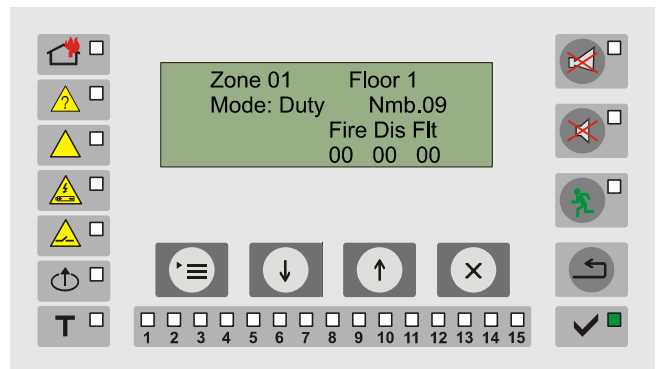 ?
Zone 01 Floor 1
Mode: Duty Nmb.09
Fire Dis Flt
00 00 00
T
1 2 3 4 5 6 7 8 9 10 11 12 13 14 15